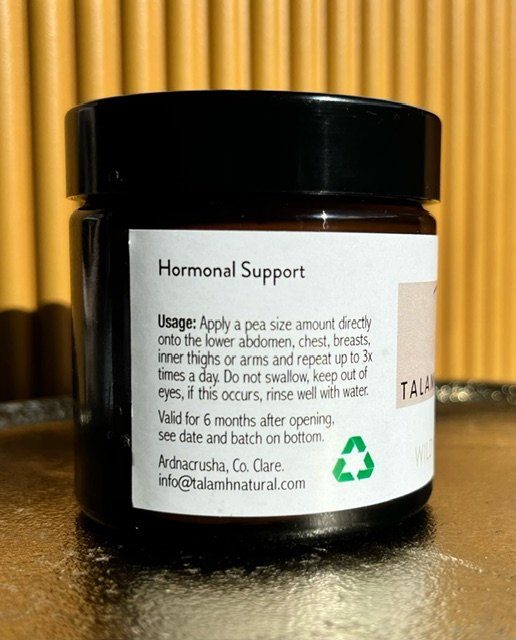 Hormonal Support
Usage: Apply a pea size amount directly
onto the lower abdomen, chest, breasts,
inner thighs or arms and repeat up to 3x
times a day. Do not swallow, keep out of
eyes, if this occurs, rinse well with water.
Valid for 6 months after opening,
see date and batch on bottom.
Ardnacrusha, Co. Clare.
info@talamhnatural.com